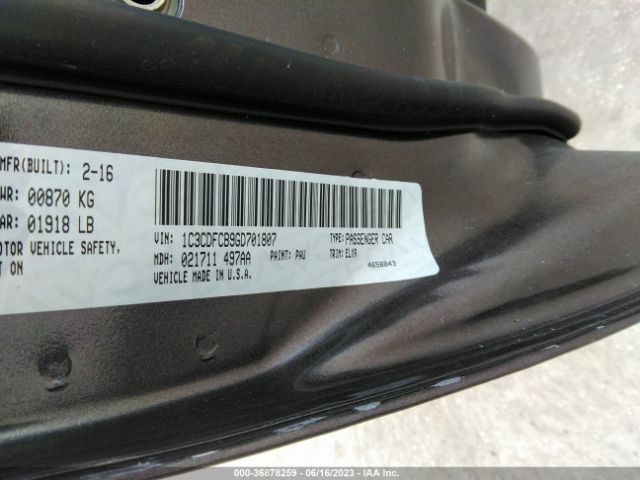 MFR(BUILT): 2-16
WR: 00870 KG
AR: 01918 LB
OTOR VEHICLE SAFETY,
T ON
VIN: 1C3CDFCB9GD701807 TYPE: PASSENGER CAR
MDH: 021711 497AA PAINT: PAU TRIM: ELV9
VEHICLE MADE IN U.S.A. 4658843
000-36878259 - 06/16/2023 - IAA Inc.